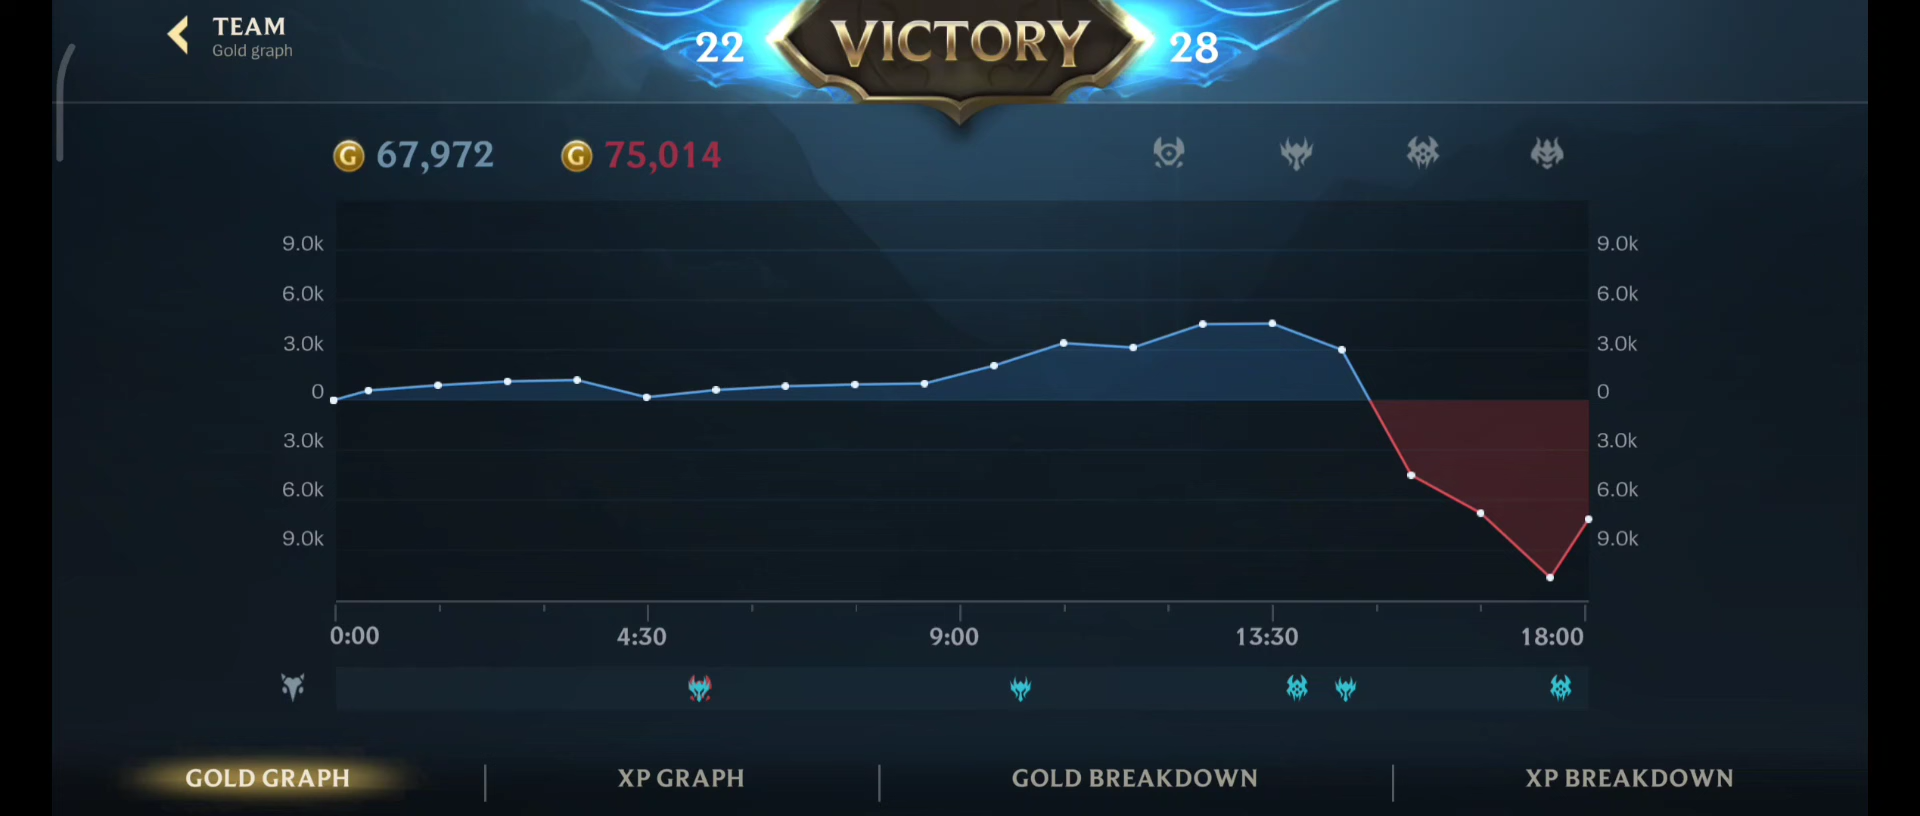 TEAM
Gold graph
22 VICTORY 28
G 67,972 G 75,014
9.0k 9.0k
6.0k 6.0k
3.0k 3.0k
0 0
3.0k 3.0k
6.0k 6.0k
9.0k 9.0k
0:00 4:30 9:00 13:30 18:00
GOLD GRAPH XP GRAPH GOLD BREAKDOWN XP BREAKDOWN